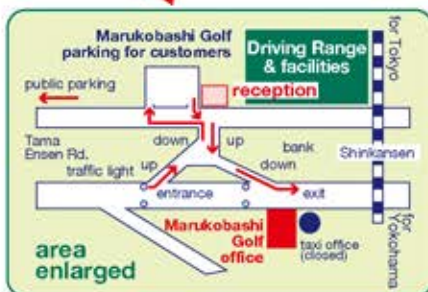 Marukobashi Golf
parking for customers
Driving Range
& facilities
for Tokyo
public parking
reception
Tama
Ensen Rd.
down
up
bank
Shinkansen
traffic light
up
down
entrance
exit
Marukobashi
Golf
office
taxi office
(closed)
for
Yokohama
area
enlarged